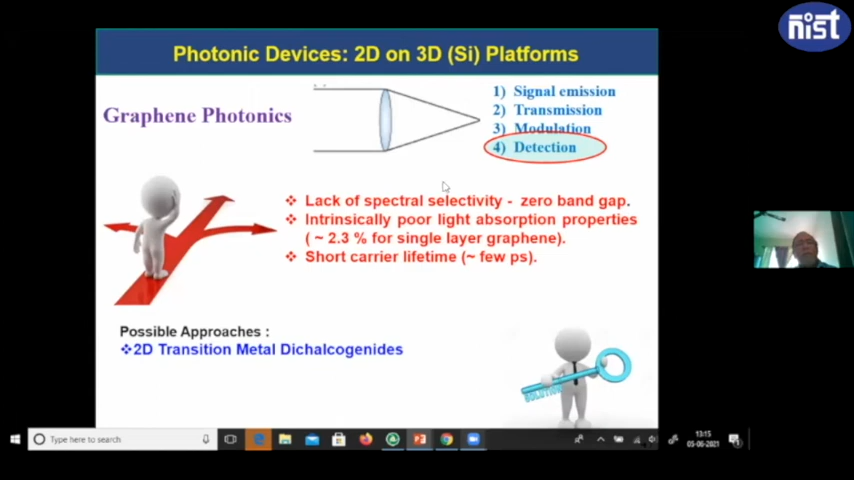 nist
Photonic Devices: 2D on 3D (Si) Platforms
Graphene Photonics
1) Signal emission
2) Transmission
3) Modulation
4) Detection
❖ Lack of spectral selectivity - zero band gap.
❖ Intrinsically poor light absorption properties
( ~ 2.3 % for single layer graphene).
❖ Short carrier lifetime (~ few ps).
Possible Approaches :
❖2D Transition Metal Dichalcogenides
SOLUTION
Type here to search
13:15
05-06-2021